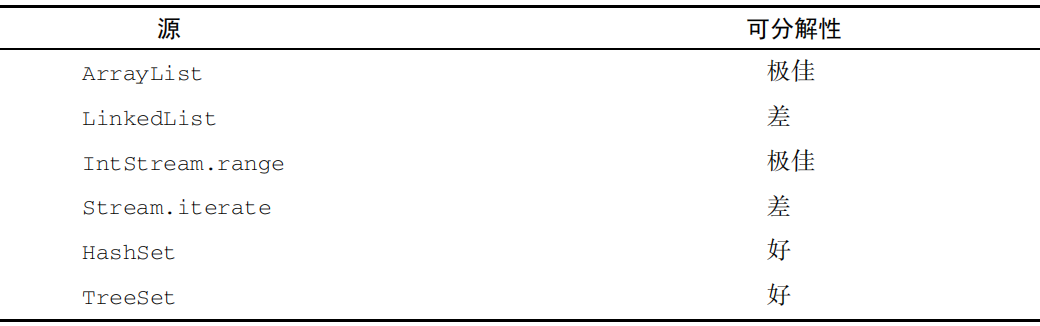 源 可分解性
ArrayList 极佳
LinkedList 差
IntStream.range 极佳
Stream.iterate 差
HashSet 好
TreeSet 好